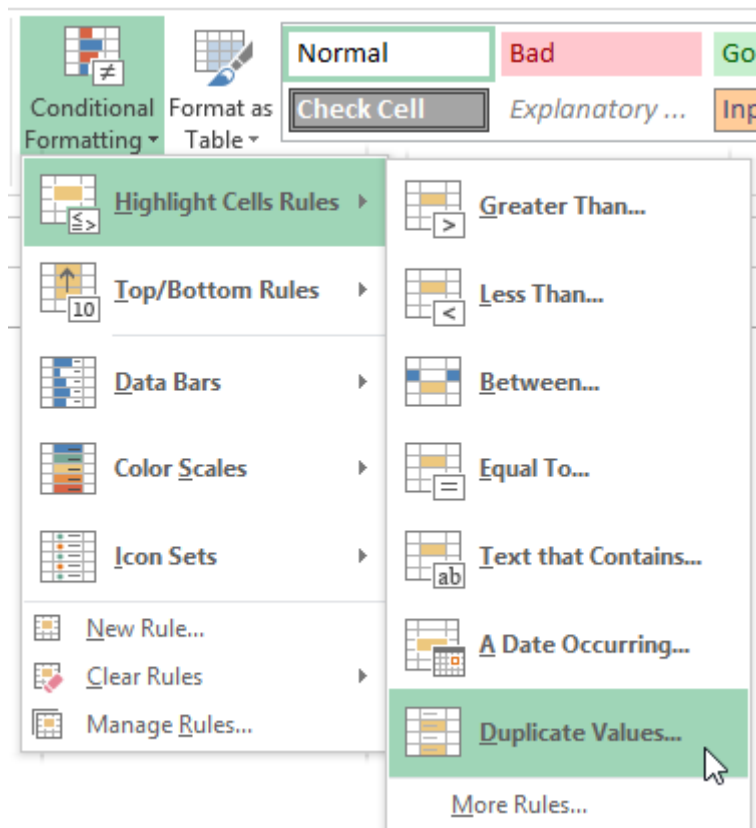 Conditional
Formatting
Format as
Table
Normal
Bad
Go
Check Cell
Explanatory ...
Inp
Highlight Cells Rules
Top/Bottom Rules
10
Data Bars
Color Scales
Icon Sets
New Rule...
Clear Rules
Manage Rules...
Greater Than...
>
Less Than...
<
Between...
Equal To...
=
Text that Contains...
ab
A Date Occurring...
Duplicate Values...
More Rules...